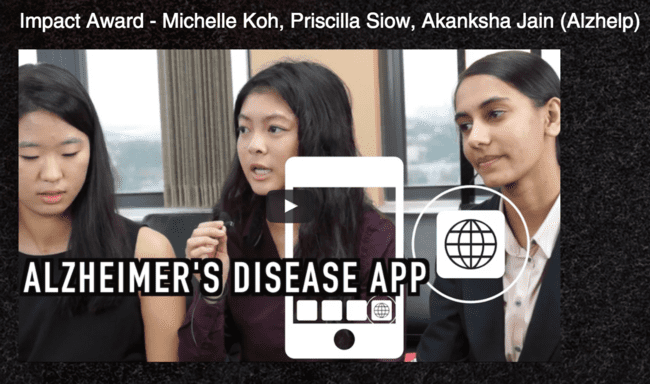 Impact Award - Michelle Koh, Priscilla Siow, Akanksha Jain (Alzhelp)
ALZHEIMER'S DISEASE APP